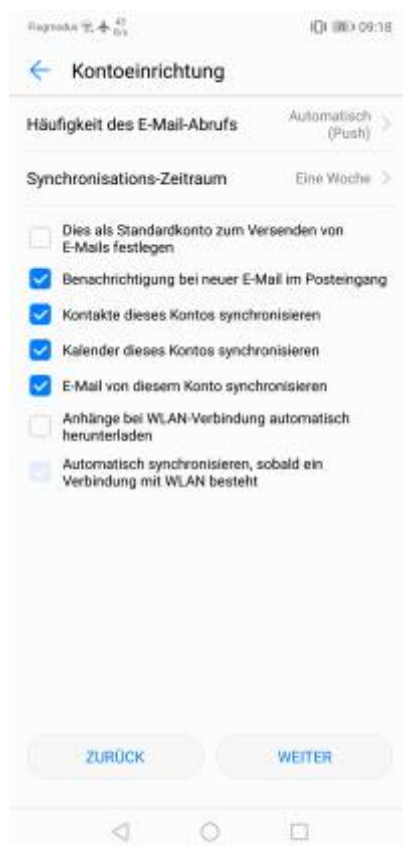 Flugmodus
09:18
Kontoeinrichtung
Häufigkeit des E-Mail-Abrufs
Automatisch
(Push)
Synchronisations-Zeitraum
Eine Woche
Dies als Standardkonto zum Versenden von
E-Mails festlegen
Benachrichtigung bei neuer E-Mail im Posteingang
Kontakte dieses Kontos synchronisieren
Kalender dieses Kontos synchronisieren
E-Mail von diesem Konto synchronisieren
Anhänge bei WLAN-Verbindung automatisch
herunterladen
Automatisch synchronisieren, sobald ein
Verbindung mit WLAN besteht
ZURÜCK
WEITER